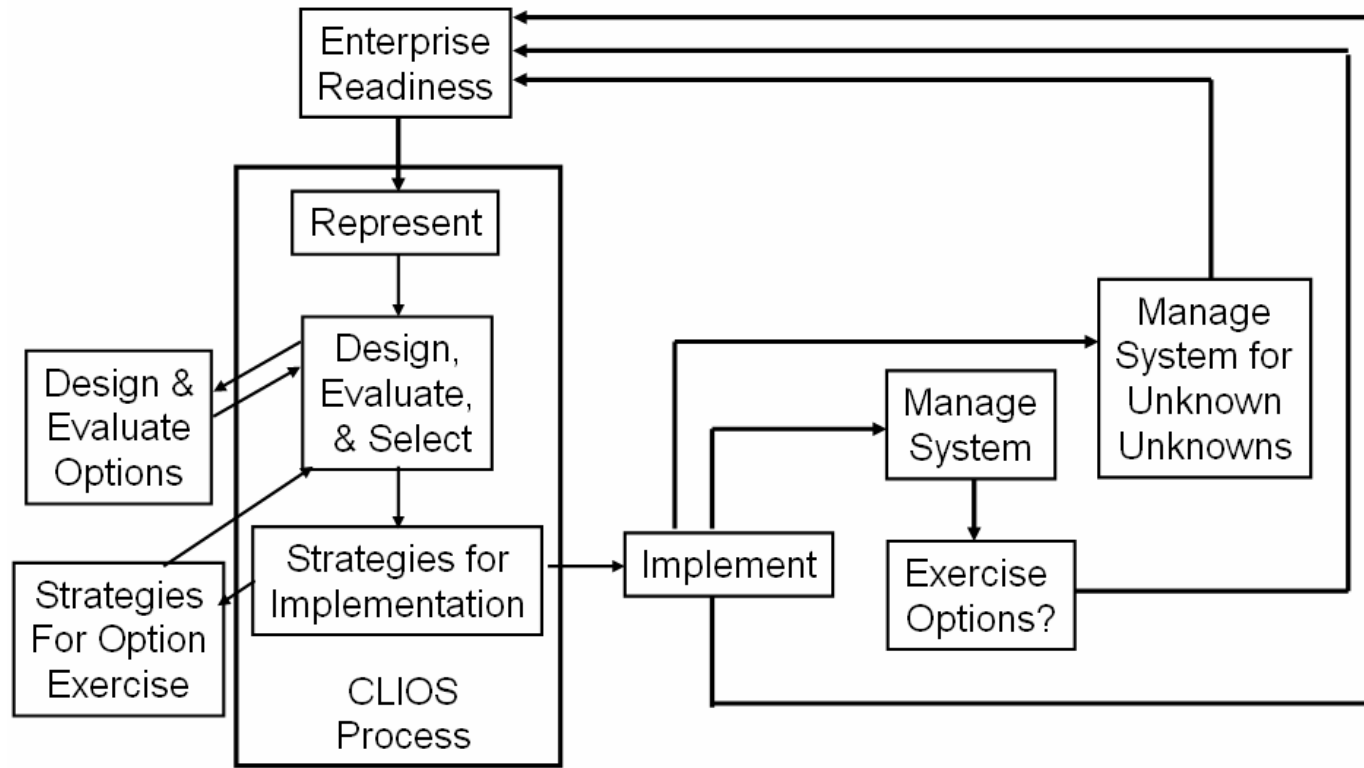 Enterprise
Readiness
Represent
Design,
Evaluate,
& Select
Design &
Evaluate
Options
Strategies for
Implementation
Strategies
For Option
Exercise
CLIOS
Process
Implement
Manage
System
Exercise
Options?
Manage
System for
Unknown
Unknowns